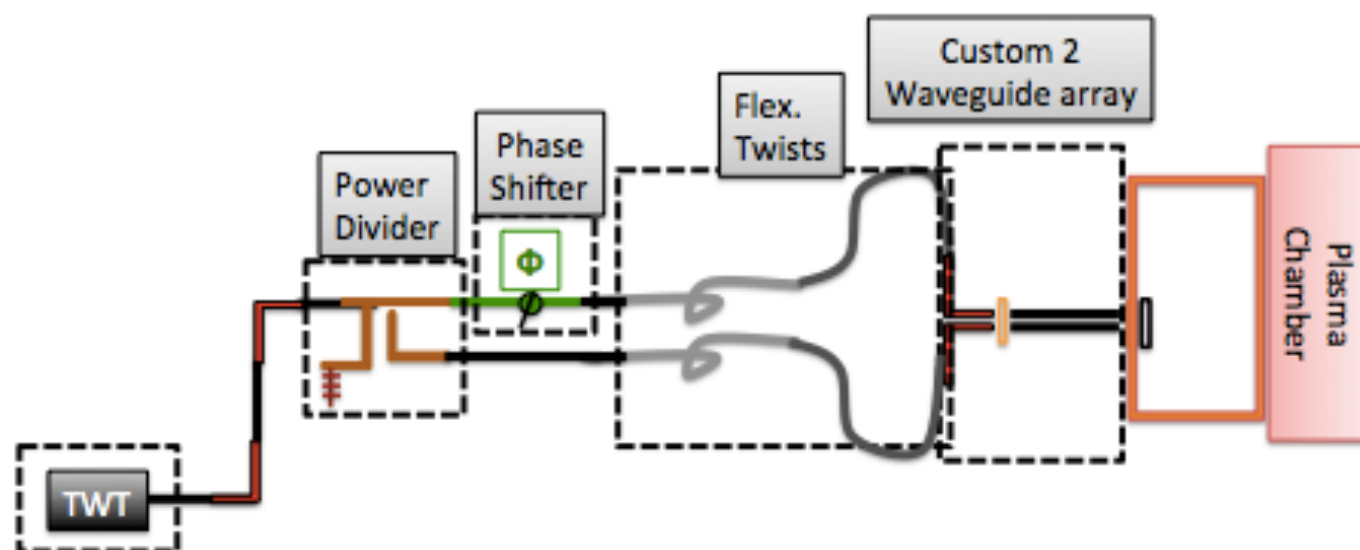 Custom 2
Waveguide array
Flex.
Twists
Phase
Shifter
Power
Divider
Φ
TWT
Plasma
Chamber